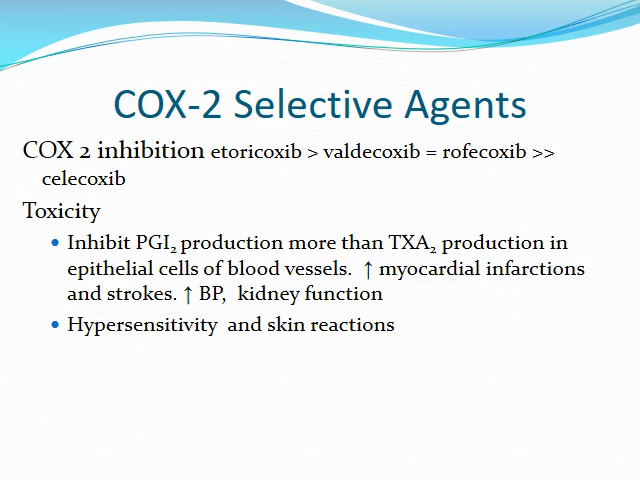 COX-2 Selective Agents
COX 2 inhibition etoricoxib > valdecoxib = rofecoxib >>
celecoxib
Toxicity
• Inhibit PGI₂ production more than TXA₂ production in
epithelial cells of blood vessels. ↑ myocardial infarctions
and strokes. ↑ BP, kidney function
• Hypersensitivity and skin reactions